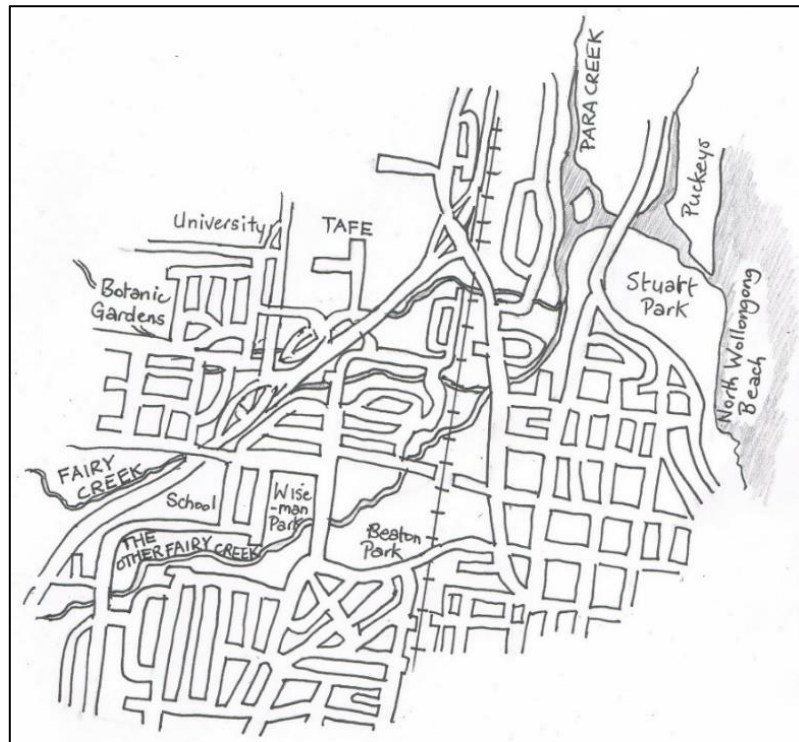 PARA CREEK
Puckeys
University
TAFE
Botanic
Gardens
Stuart
Park
North Wollongong
Beach
FAIRY
CREEK
School
Wise
-man
Park
Beaton
Park
THE
OTHER FAIRY CREEK